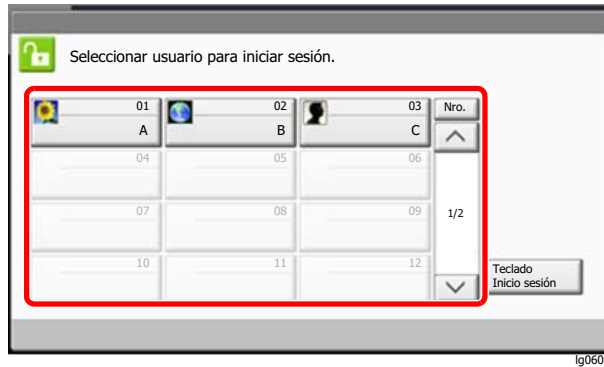 Seleccionar usuario para iniciar sesión.
01 02 03 Nro.
A B C
04 05 06
07 08 09 1/2
10 11 12
Teclado
Inicio sesión
lg060